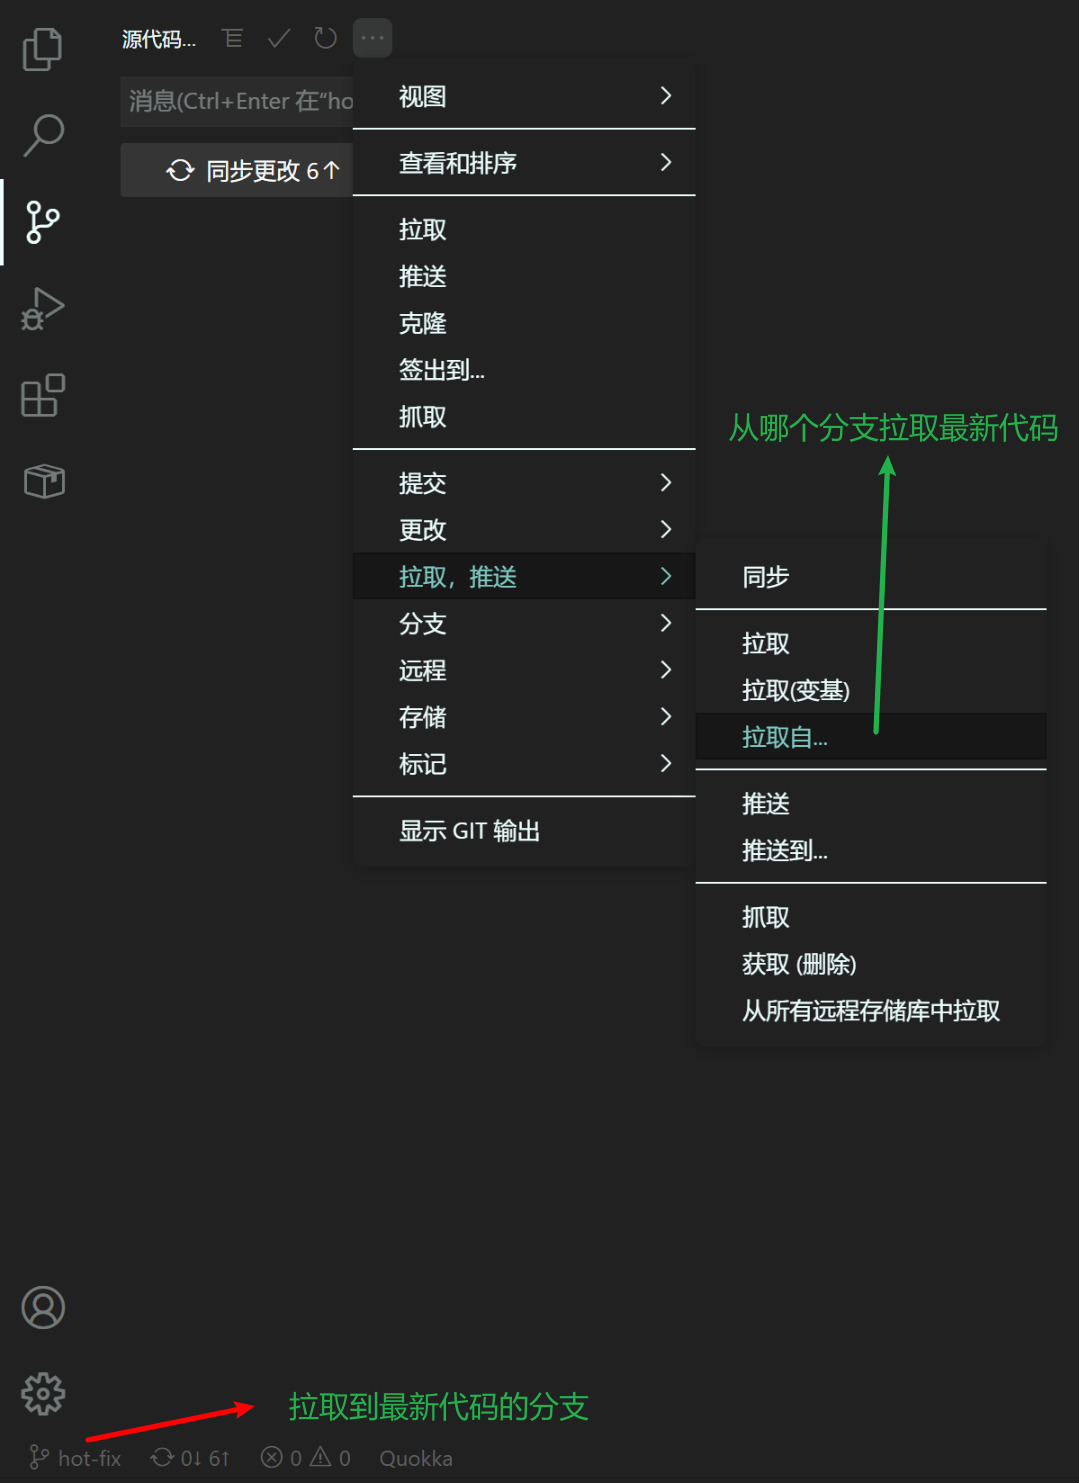 源代码...
消息(Ctrl+Enter 在“ho
同步更改 6↑
视图
查看和排序
拉取
推送
克隆
签出到...
抓取
提交
更改
拉取，推送
分支
远程
存储
标记
显示 GIT 输出
从哪个分支拉取最新代码
同步
拉取
拉取(变基)
拉取自...
推送
推送到...
抓取
获取 (删除)
从所有远程存储库中拉取
拉取到最新代码的分支
hot-fix 0↓ 6↑ 0 0 Quokka